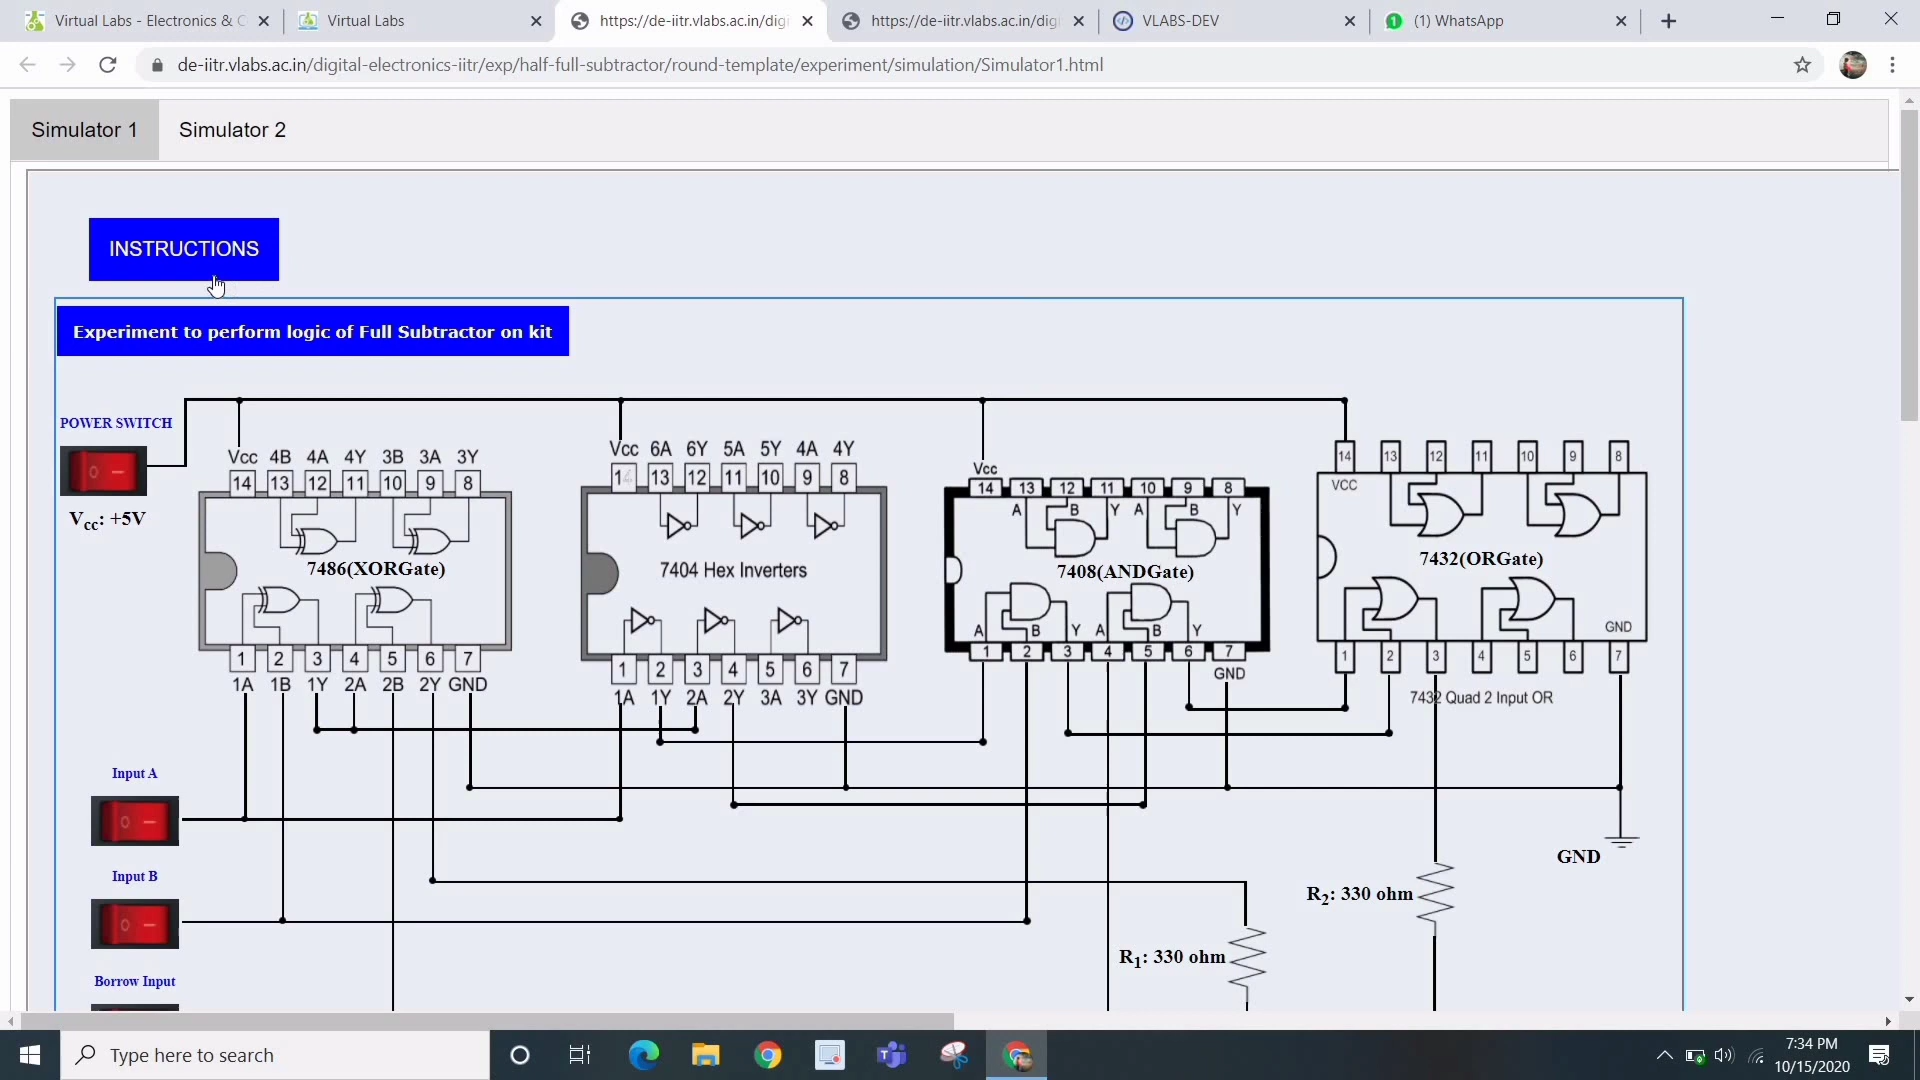 Virtual Labs - Electronics & C
Virtual Labs
https://de-iitr.vlabs.ac.in/digi
https://de-iitr.vlabs.ac.in/digi
VLABS-DEV
(1) WhatsApp
de-iitr.vlabs.ac.in/digital-electronics-iitr/exp/half-full-subtractor/round-template/experiment/simulation/Simulator1.html
Simulator 1
Simulator 2
INSTRUCTIONS
Experiment to perform logic of Full Subtractor on kit
POWER SWITCH
Vcc: +5V
Vcc 4B 4A 4Y 3B 3A 3Y
14 13 12 11 10 9 8
7486(XORGate)
1 2 3 4 5 6 7
1A 1B 1Y 2A 2B 2Y GND
Vcc 6A 6Y 5A 5Y 4A 4Y
13 12 11 10 9 8
7404 Hex Inverters
1 2 3 4 5 6 7
1A 1Y 2A 2Y 3A 3Y GND
Vcc
14 13 12 11 10 9 8
A B Y A B Y
7408(ANDGate)
A B Y A B Y
1 2 3 4 5 6 7
GND
14 13 12 11 10 9 8
VCC
7432(ORGate)
GND
1 2 3 4 5 6 7
7432 Quad 2 Input OR
Input A
Input B
Borrow Input
GND
R2: 330 ohm
R1: 330 ohm
Type here to search
7:34 PM
10/15/2020